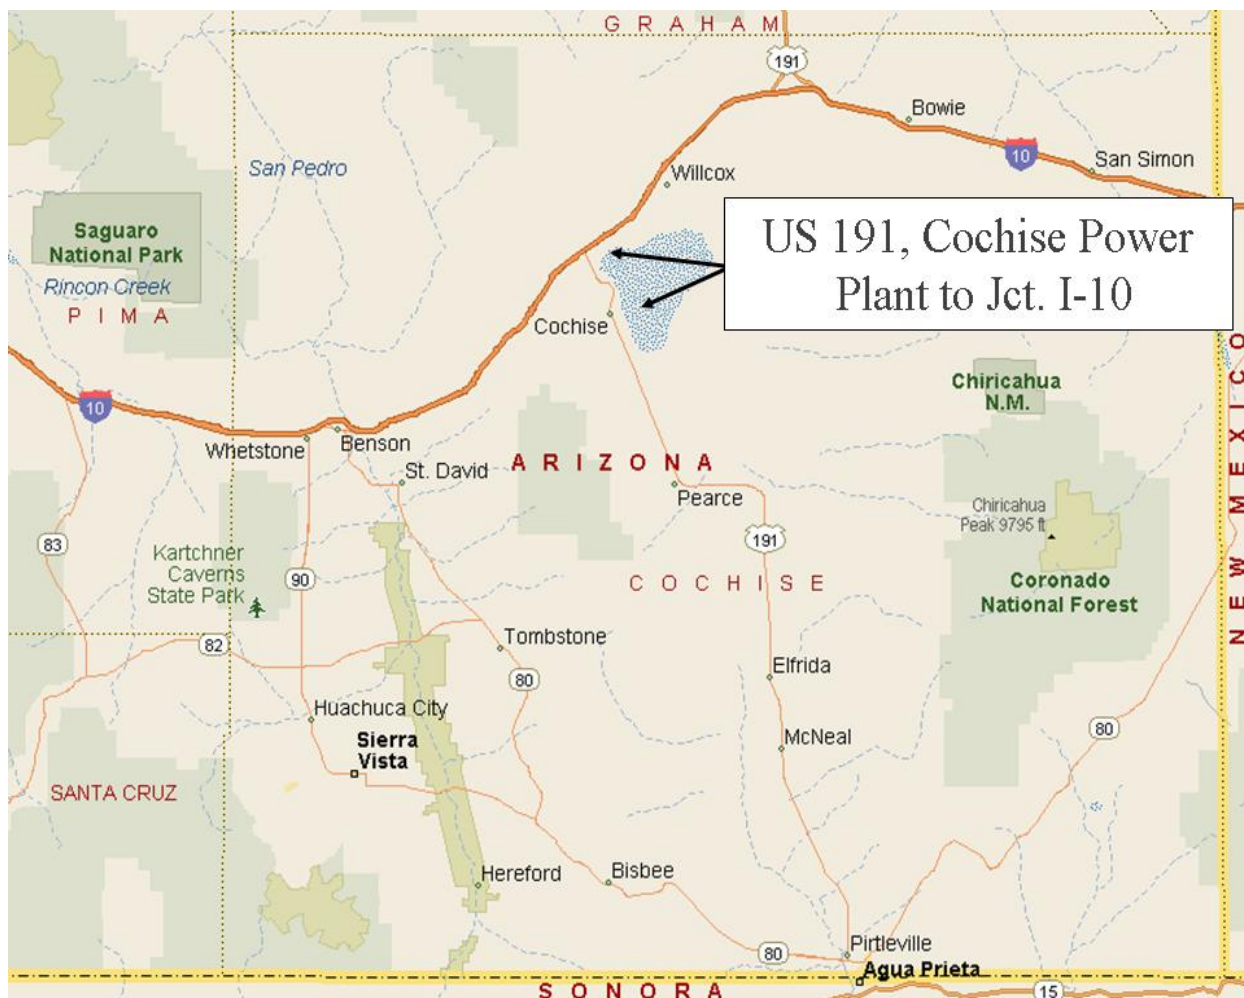 GRAHAM
191
Bowie
10
San Simon
Willcox
San Pedro
Saguaro
National Park
Rincon Creek
PIMA
US 191, Cochise Power
Plant to Jct. I-10
Cochise
NEW MEXICO
Chiricahua
N.M.
10
Whetstone
Benson
St. David
ARIZONA
Pearce
Chiricahua
Peak 9795 ft
191
83
Kartchner
Caverns
State Park
90
COCHISE
Coronado
National Forest
82
Tombstone
80
Elfrida
Huachuca City
McNeal
80
Sierra
Vista
SANTA CRUZ
Hereford
Bisbee
80
Pirtleville
Agua Prieta
SONORA
15